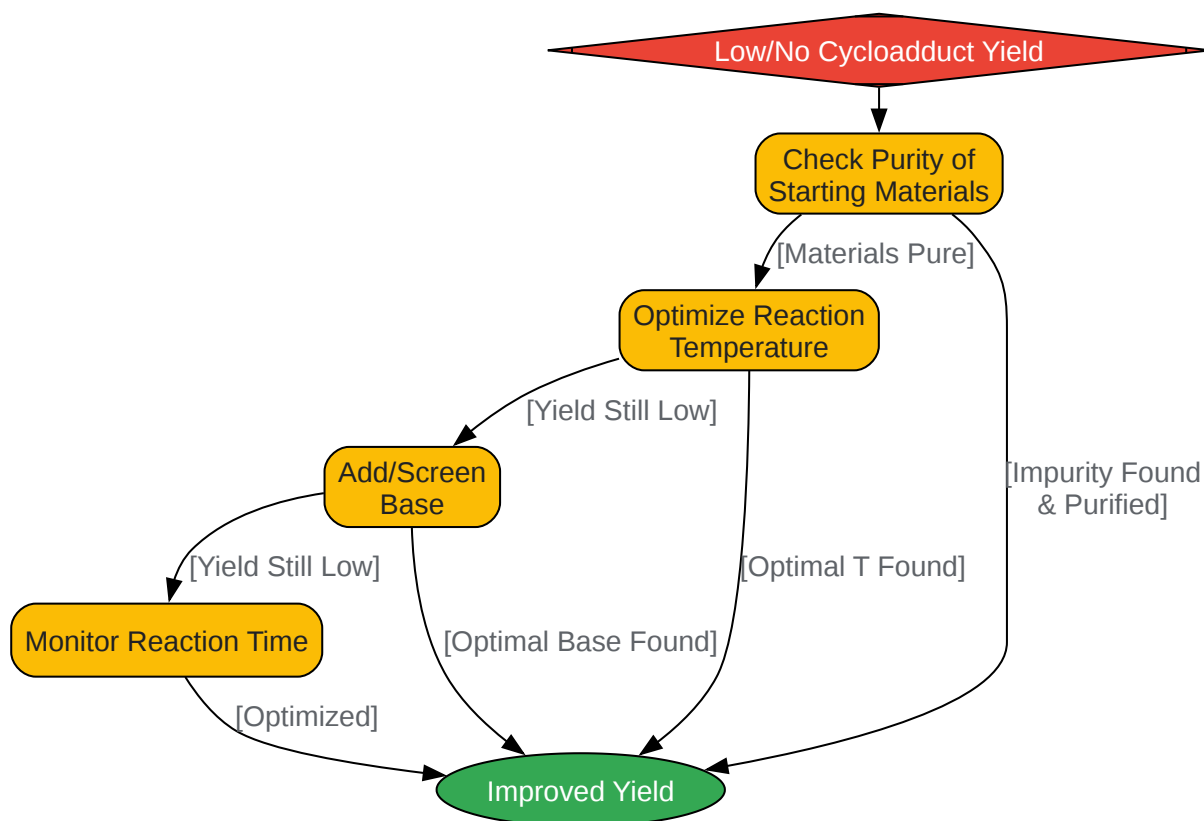 Low/No Cycloadduct Yield
Check Purity of
Starting Materials
[Materials Pure]
Optimize Reaction
Temperature
[Yield Still Low]
Add/Screen
Base
[Impurity Found
& Purified]
[Yield Still Low]
[Optimal T Found]
Monitor Reaction Time
[Optimal Base Found]
[Optimized]
Improved Yield